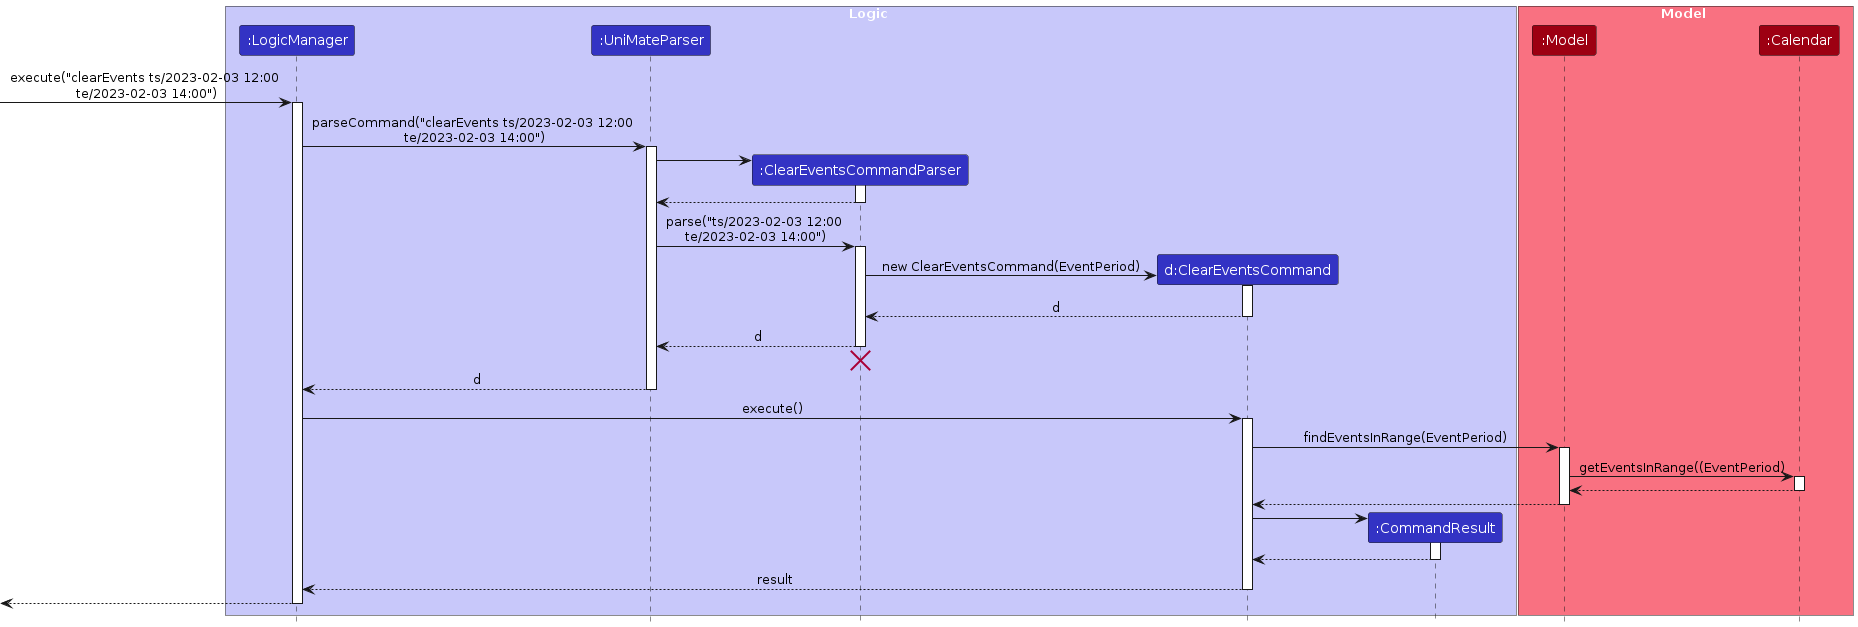 Logic
Model
:LogicManager
:UniMateParser
:Model
:Calendar
execute("clearEvents ts/2023-02-03 12:00
te/2023-02-03 14:00")
parseCommand("clearEvents ts/2023-02-03 12:00
te/2023-02-03 14:00")
:ClearEventsCommandParser
parse("ts/2023-02-03 12:00
te/2023-02-03 14:00")
new ClearEventsCommand(EventPeriod)
d:ClearEventsCommand
d
d
d
execute()
findEventsInRange(EventPeriod)
getEventsInRange((EventPeriod)
:CommandResult
result